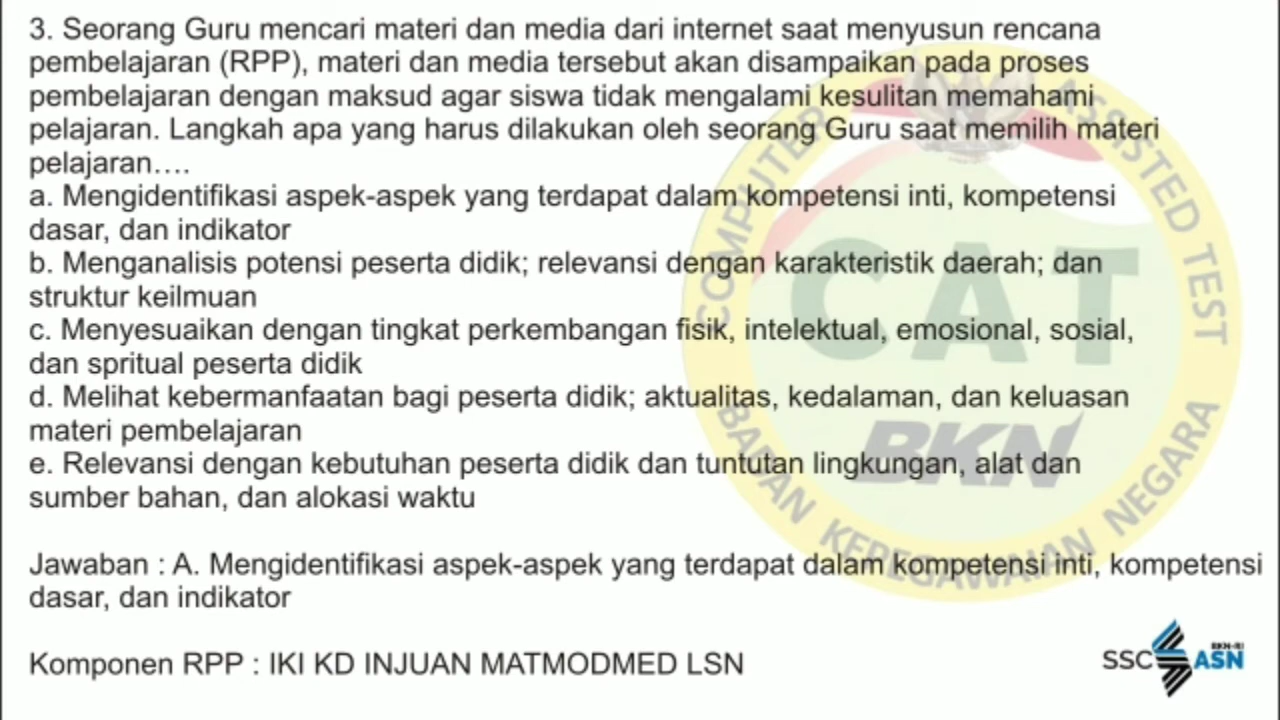 3. Seorang Guru mencari materi dan media dari internet saat menyusun rencana
pembelajaran (RPP), materi dan media tersebut akan disampaikan pada proses
pembelajaran dengan maksud agar siswa tidak mengalami kesulitan memahami
pelajaran. Langkah apa yang harus dilakukan oleh seorang Guru saat memilih materi
pelajaran....
a. Mengidentifikasi aspek-aspek yang terdapat dalam kompetensi inti, kompetensi
dasar, dan indikator
b. Menganalisis potensi peserta didik; relevansi dengan karakteristik daerah; dan
struktur keilmuan
c. Menyesuaikan dengan tingkat perkembangan fisik, intelektual, emosional, sosial,
dan spritual peserta didik
d. Melihat kebermanfaatan bagi peserta didik; aktualitas, kedalaman, dan keluasan
materi pembelajaran
e. Relevansi dengan kebutuhan peserta didik dan tuntutan lingkungan, alat dan
sumber bahan, dan alokasi waktu
Jawaban : A. Mengidentifikasi aspek-aspek yang terdapat dalam kompetensi inti, kompetensi
dasar, dan indikator
Komponen RPP : IKI KD INJUAN MATMODMED LSN
COMPUTER ASSISTED TEST
CAT
BKN
BADAN KEPEGAWAIAN NEGARA
BKN-RI
SSC ASN